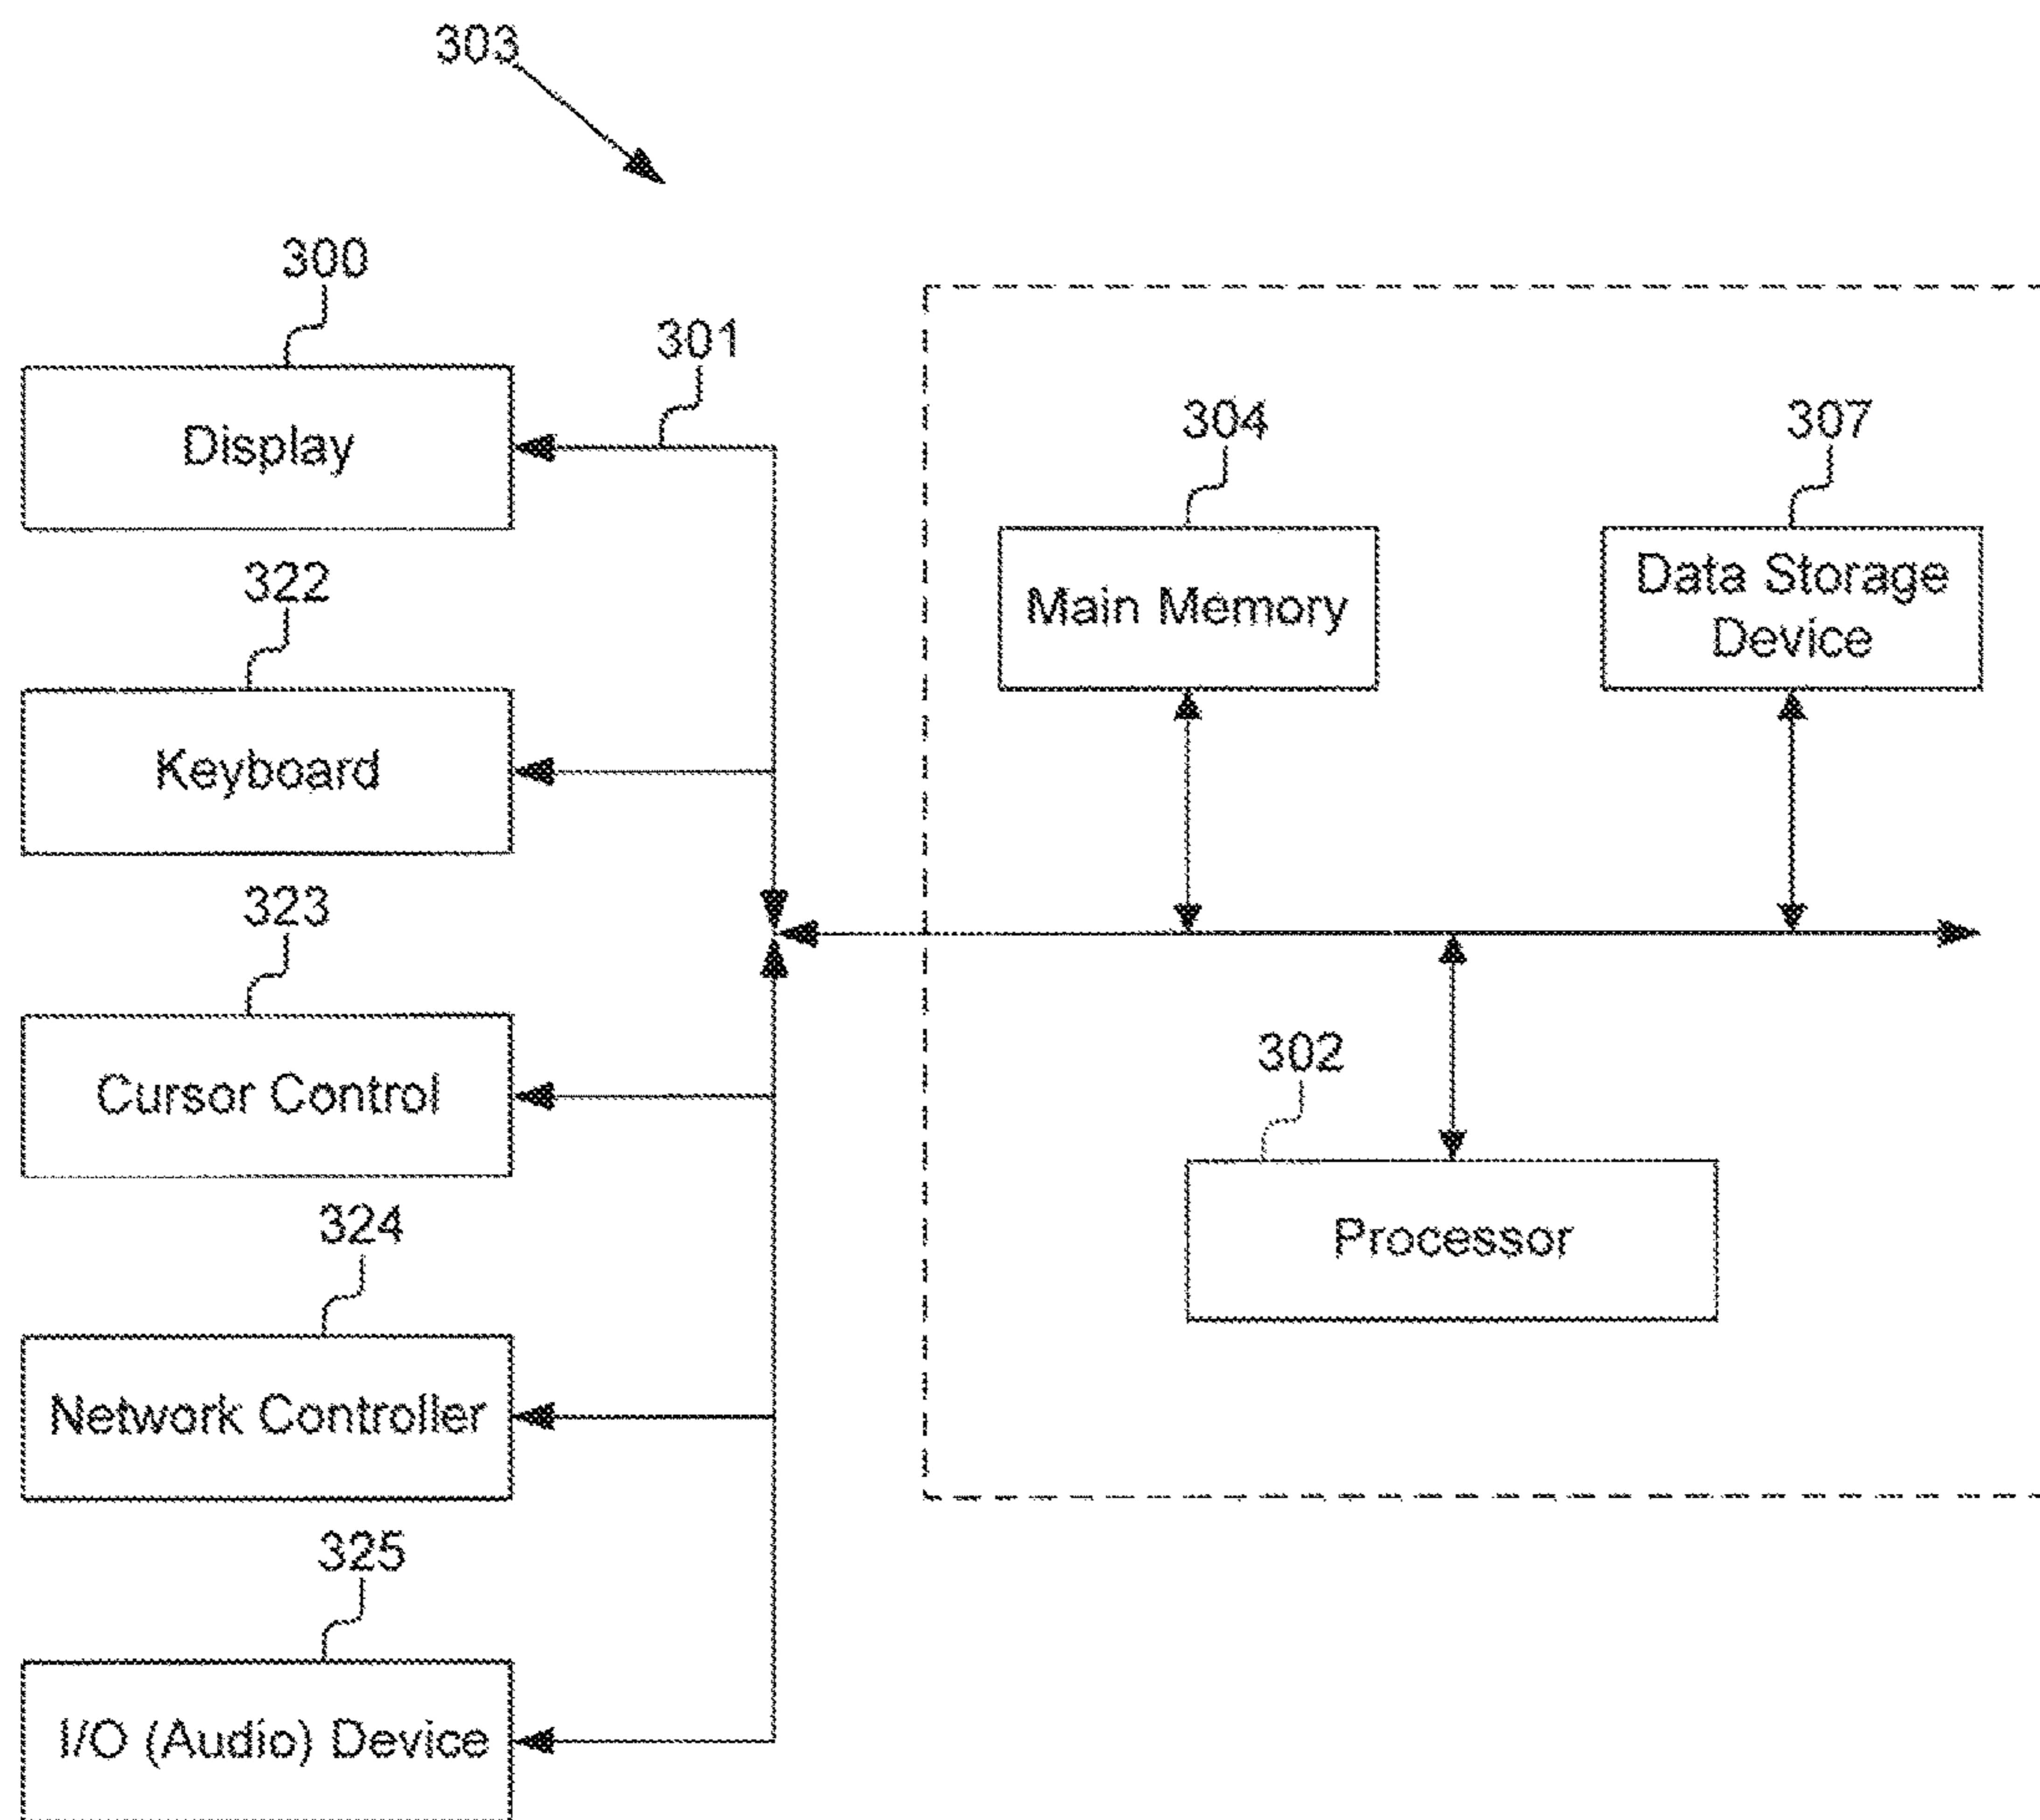 303
300
Display
301
322
Keyboard
323
Cursor Control
324
Network Controller
325
I/O (Audio) Device
304
Main Memory
307
Data Storage
Device
302
Processor